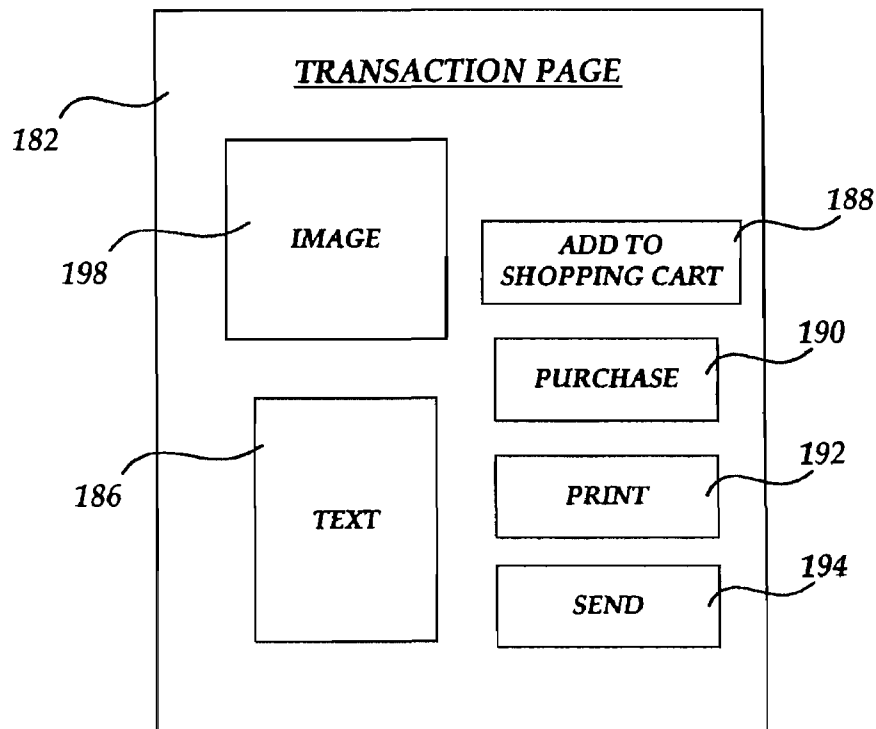 TRANSACTION PAGE
182
198
IMAGE
188
ADD TO
SHOPPING CART
190
PURCHASE
186
TEXT
192
PRINT
194
SEND